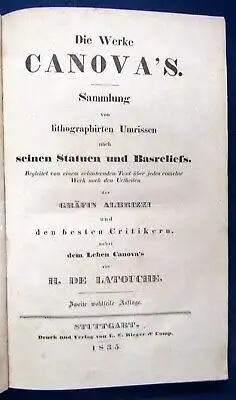 Die Werke
CANOVA'S.
Sammlung
von
lithographirten Umrissen
nach
seinen Statuen und Basreliefs.
Begleitet von einem erläuternden Text über jedes einzelne
Werk nach den Urtheilen
der
GRÄFIN ALBRIZZI
und
den besten Critikern,
nebst
dem Leben Canova's
von
H. DE LATOUCHE.
Zweite wohlfeile Auflage.
STUTTGART,
Druck und Verlag von L. F. Rieger & Comp.
1835.